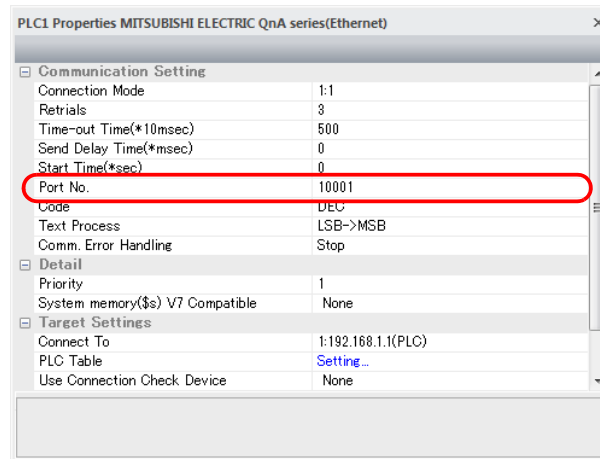 PLC1 Properties MITSUBISHI ELECTRIC QnA series(Ethernet)
Communication Setting
Connection Mode 1:1
Retrials 3
Time-out Time(*10msec) 500
Send Delay Time(*msec) 0
Start Time(*sec) 0
Port No. 10001
Code DEC
Text Process LSB->MSB
Comm. Error Handling Stop
Detail
Priority 1
System memory($s) V7 Compatible None
Target Settings
Connect To 1:192.168.1.1(PLC)
PLC Table Setting...
Use Connection Check Device None